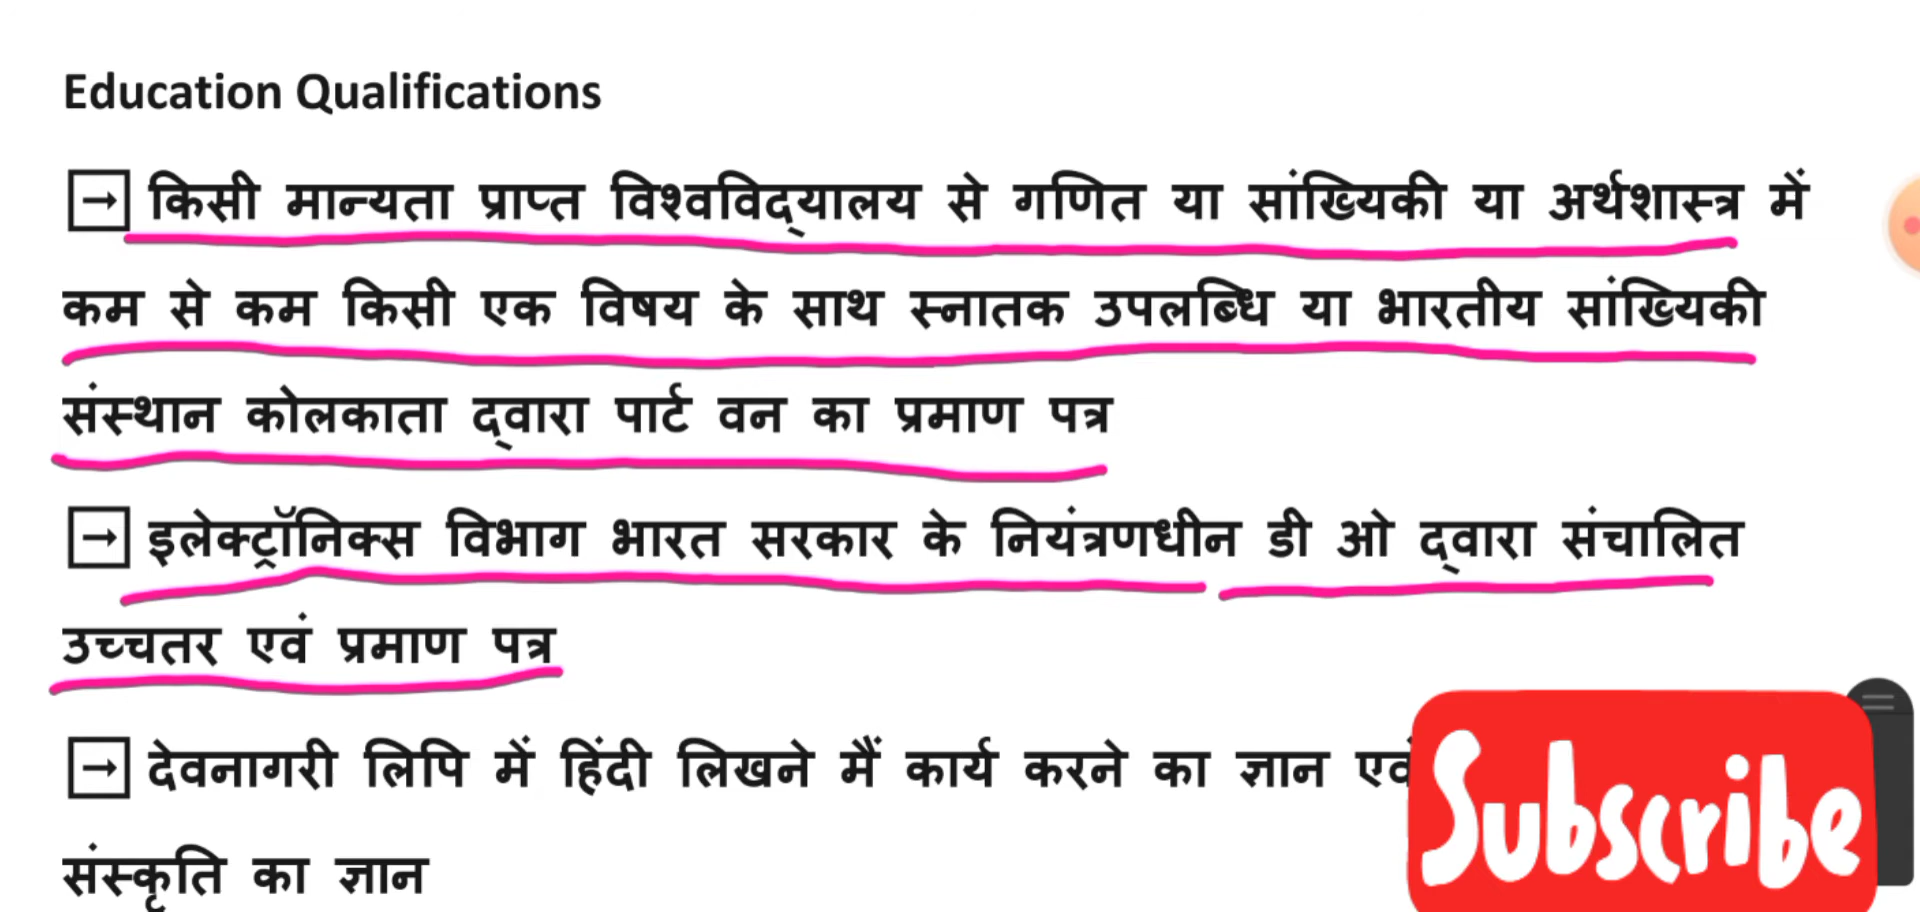 Education Qualifications
→ किसी मान्यता प्राप्त विश्वविद्यालय से गणित या सांख्यिकी या अर्थशास्त्र में
कम से कम किसी एक विषय के साथ स्नातक उपलब्धि या भारतीय सांख्यिकी
संस्थान कोलकाता द्वारा पार्ट वन का प्रमाण पत्र
→ इलेक्ट्रॉनिक्स विभाग भारत सरकार के नियंत्रणधीन डी ओ द्वारा संचालित
उच्चतर एवं प्रमाण पत्र
→ देवनागरी लिपि में हिंदी लिखने मैं कार्य करने का ज्ञान एवं
संस्कृति का ज्ञान
Subscribe